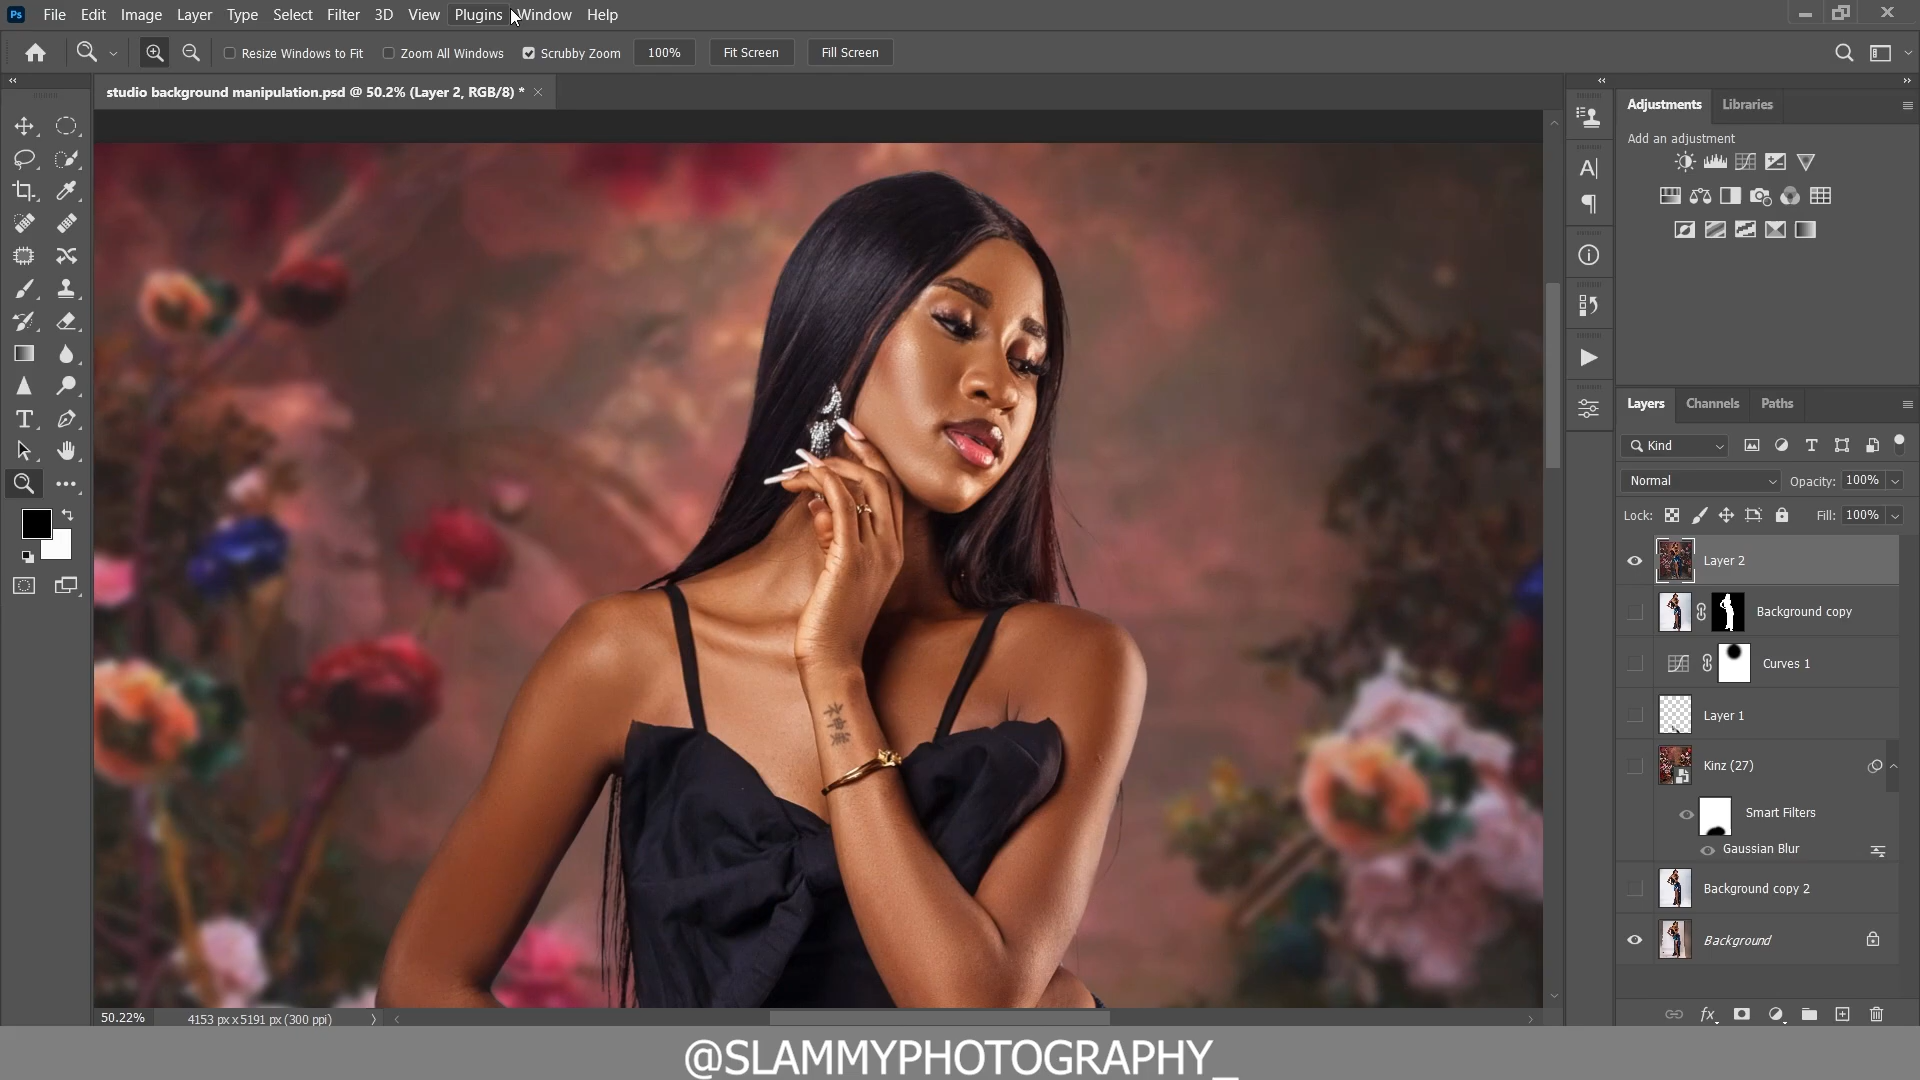 Ps File Edit Image Layer Type Select Filter 3D View Plugins Window Help
Resize Windows to Fit Zoom All Windows Scrubby Zoom 100% Fit Screen Fill Screen
studio background manipulation.psd @ 50.2% (Layer 2, RGB/8) *
Adjustments Libraries
Add an adjustment
Layers Channels Paths
Kind
Normal Opacity: 100%
Lock: Fill: 100%
Layer 2
Background copy
Curves 1
Layer 1
Kinz (27)
Smart Filters
Gaussian Blur
Background copy 2
Background
50.22% 4153 px x 5191 px (300 ppi)
@SLAMMYPHOTOGRAPHY_